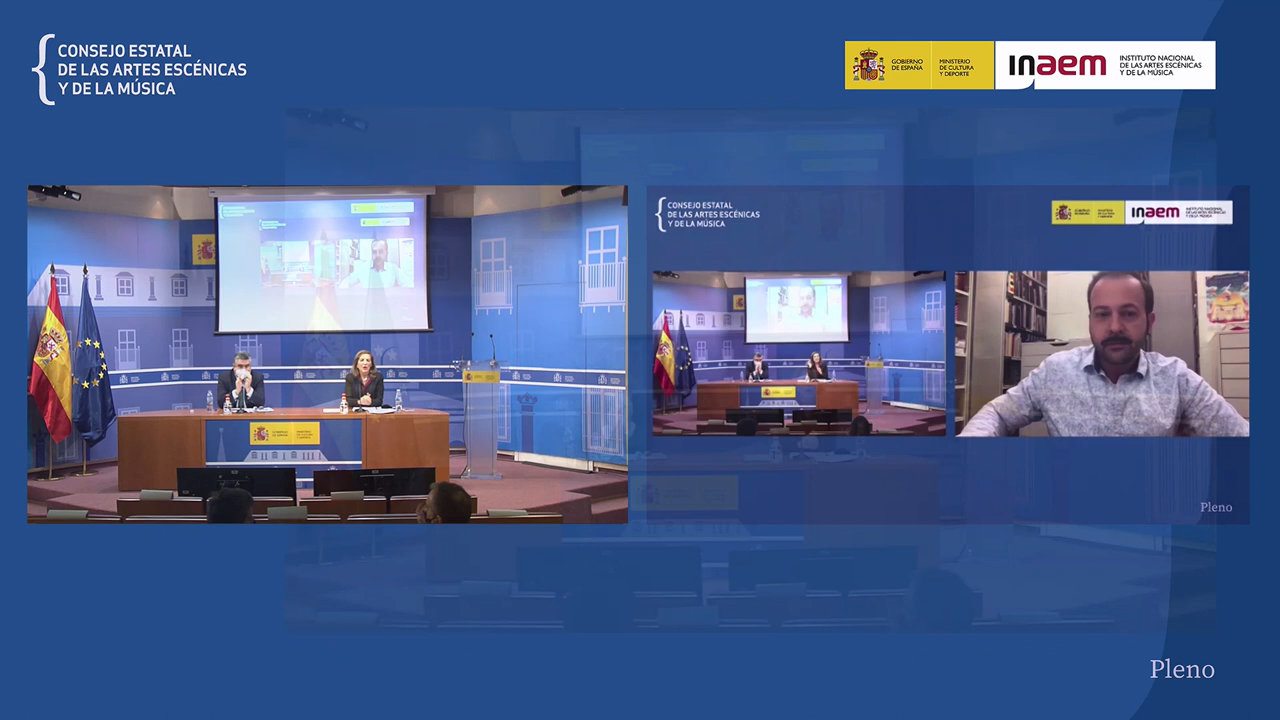 CONSEJO ESTATAL
DE LAS ARTES ESCÉNICAS
Y DE LA MÚSICA
GOBIERNO
DE ESPAÑA
MINISTERIO
DE CULTURA
Y DEPORTE
inaem
INSTITUTO NACIONAL
DE LAS ARTES ESCÉNICAS
Y DE LA MÚSICA
CONSEJO ESTATAL
DE LAS ARTES ESCÉNICAS
Y DE LA MÚSICA
inaem
Pleno
Pleno